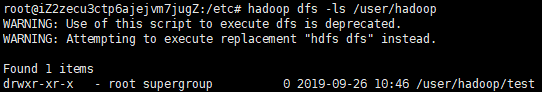 root@iZ2zecu3ctp6ajejvm7jugZ:/etc# hadoop dfs -ls /user/hadoop
WARNING: Use of this script to execute dfs is deprecated.
WARNING: Attempting to execute replacement "hdfs dfs" instead.
Found 1 items
drwxr-xr-x   - root supergroup          0 2019-09-26 10:46 /user/hadoop/test